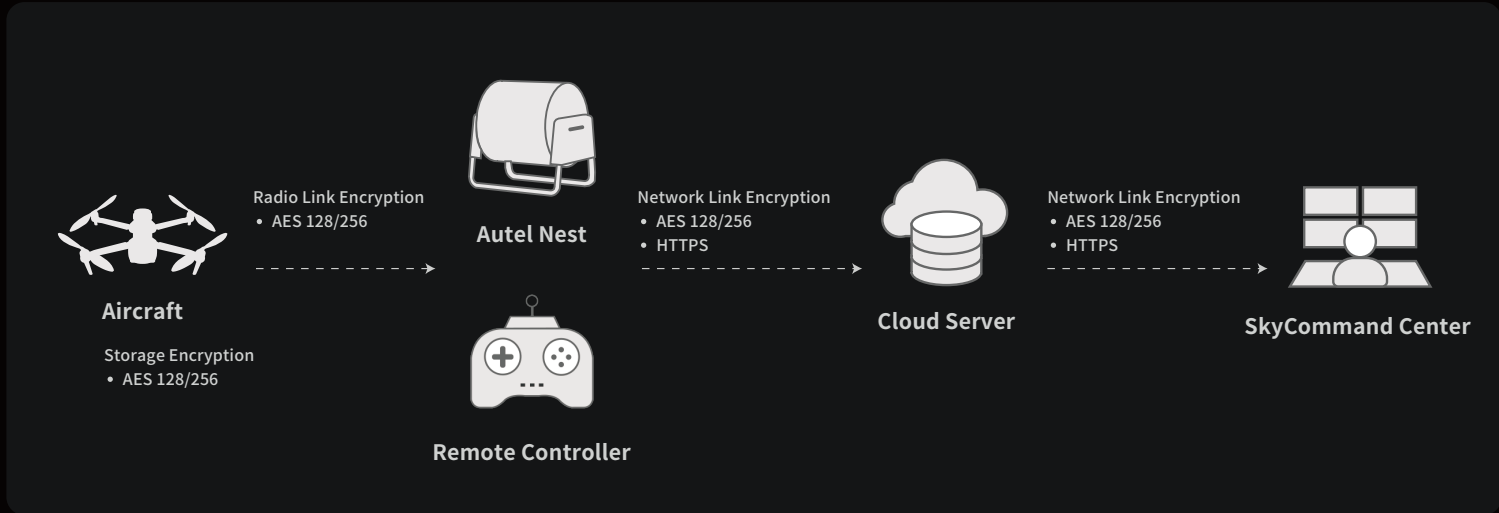 Radio Link Encryption
• AES 128/256
Autel Nest
Network Link Encryption
• AES 128/256
• HTTPS
Network Link Encryption
• AES 128/256
• HTTPS
Aircraft
Storage Encryption
• AES 128/256
Remote Controller
Cloud Server
SkyCommand Center